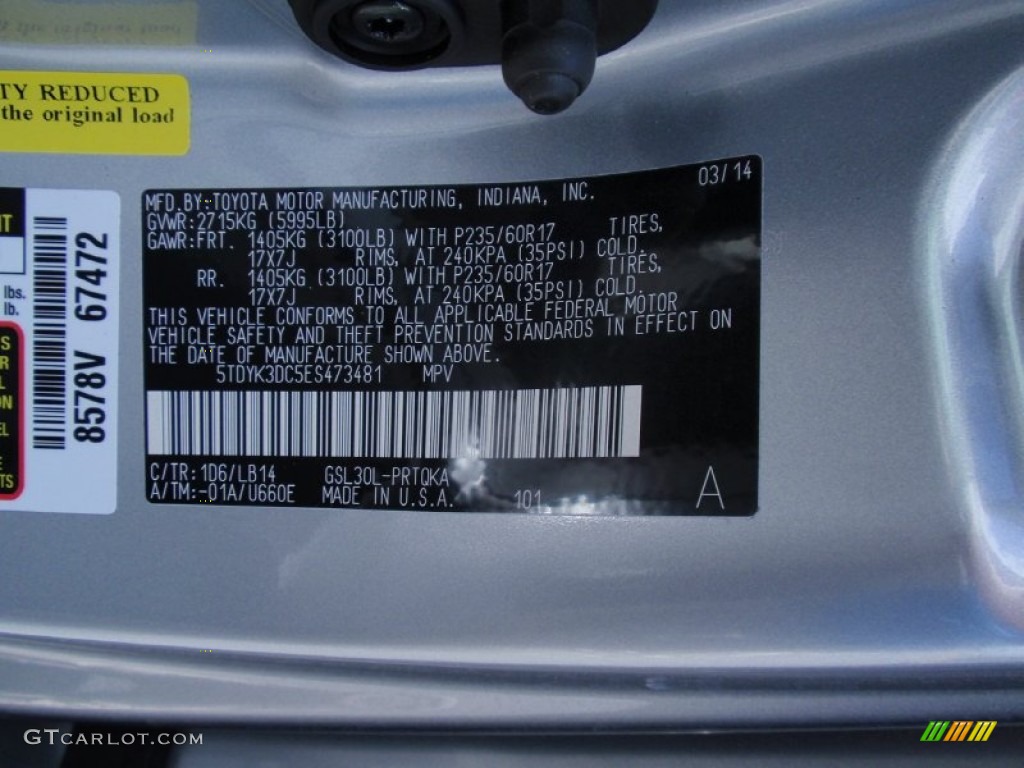 TY REDUCED
the original load
NT
lbs.
lb.
8578V 67472
03/14
MFD.BY:TOYOTA MOTOR MANUFACTURING, INDIANA, INC.
GVWR:2715KG (5995LB)
GAWR:FRT. 1405KG (3100LB) WITH P235/60R17 TIRES,
17X7J RIMS, AT 240KPA (35PSI) COLD.
RR. 1405KG (3100LB) WITH P235/60R17 TIRES,
17X7J RIMS, AT 240KPA (35PSI) COLD.
THIS VEHICLE CONFORMS TO ALL APPLICABLE FEDERAL MOTOR
VEHICLE SAFETY AND THEFT PREVENTION STANDARDS IN EFFECT ON
THE DATE OF MANUFACTURE SHOWN ABOVE.
5TDYK3DC5ES473481 MPV
C/TR:1D6/LB14 GSL30L-PRTQKA
A/TM:-01A/U660E MADE IN U.S.A. 101
A
S
R
L
ON
EL
E
TS
GTcarlot.com